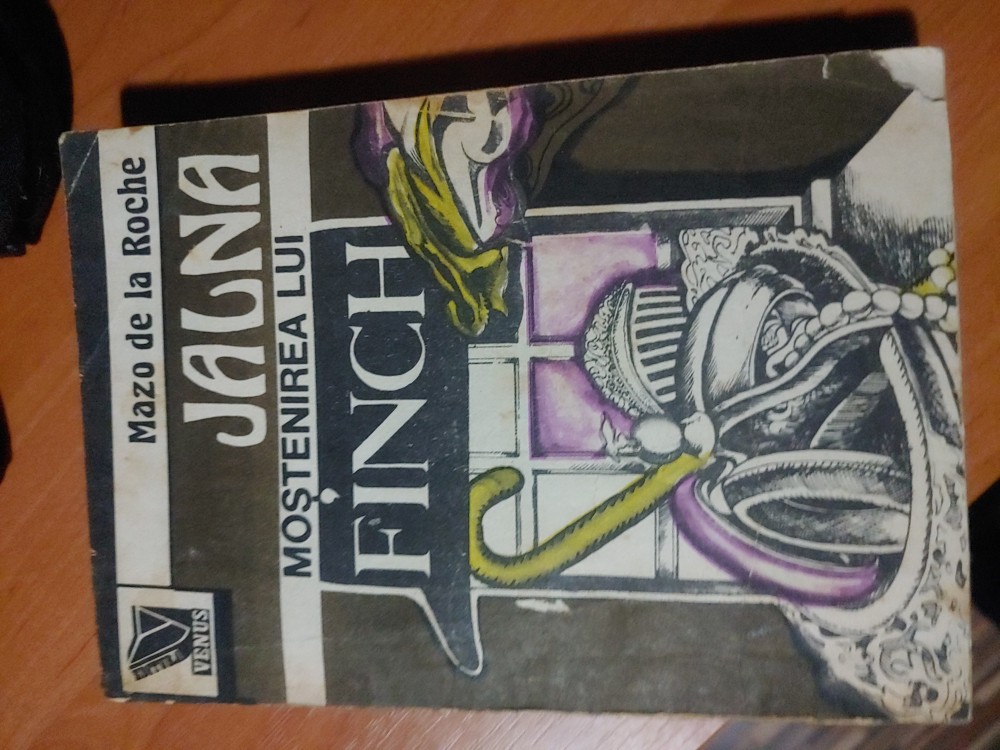 Mazo de la Roche
JALNA
MOȘTENIREA LUI
FINCH
VENUS